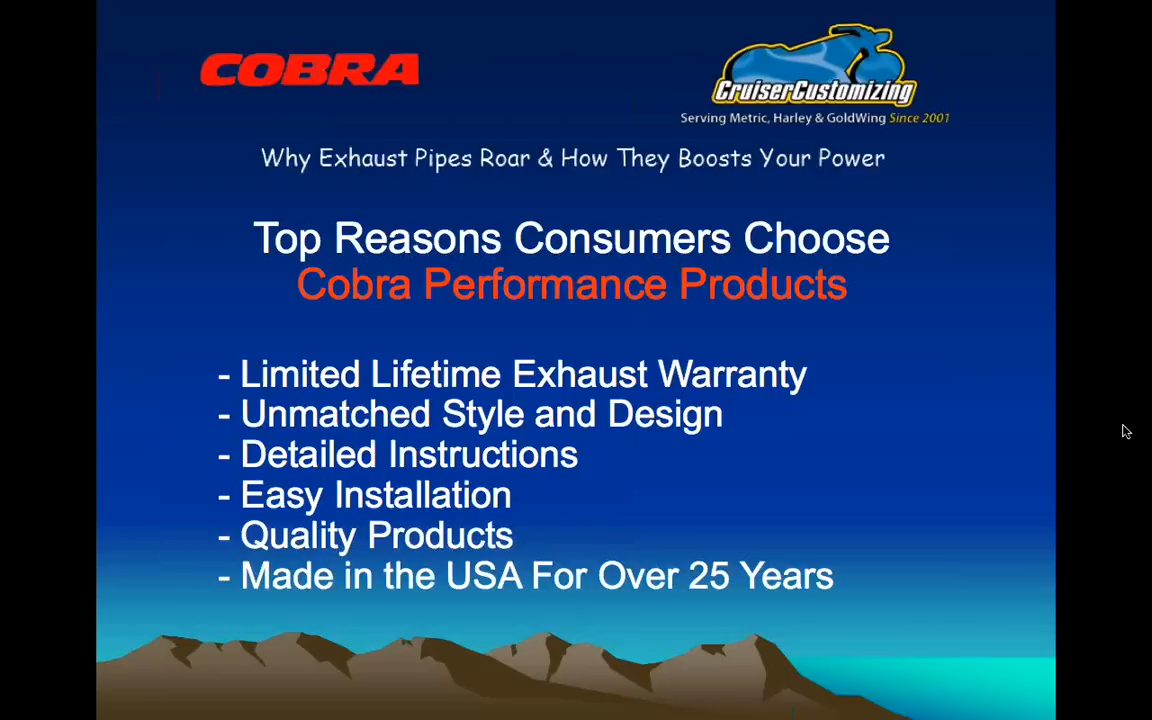 COBRA
CruiserCustomizing
Serving Metric, Harley & GoldWing Since 2001
Why Exhaust Pipes Roar & How They Boosts Your Power
Top Reasons Consumers Choose
Cobra Performance Products
- Limited Lifetime Exhaust Warranty
- Unmatched Style and Design
- Detailed Instructions
- Easy Installation
- Quality Products
- Made in the USA For Over 25 Years